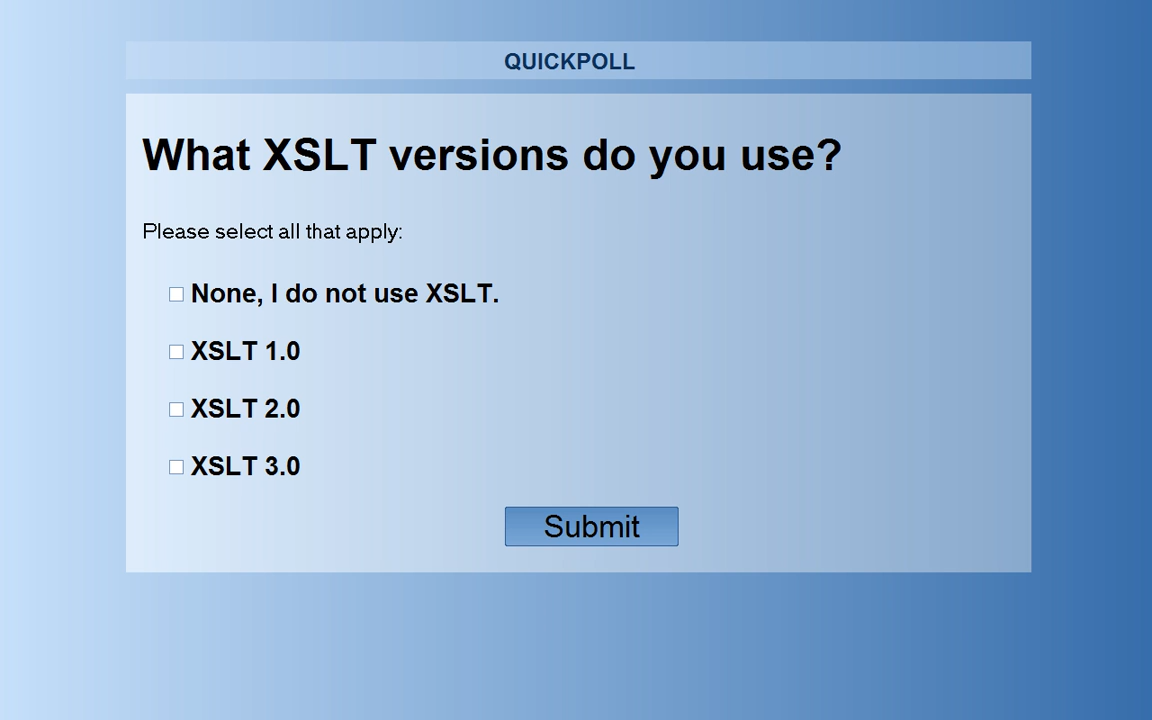 QUICKPOLL
What XSLT versions do you use?
Please select all that apply:
None, I do not use XSLT.
XSLT 1.0
XSLT 2.0
XSLT 3.0
Submit